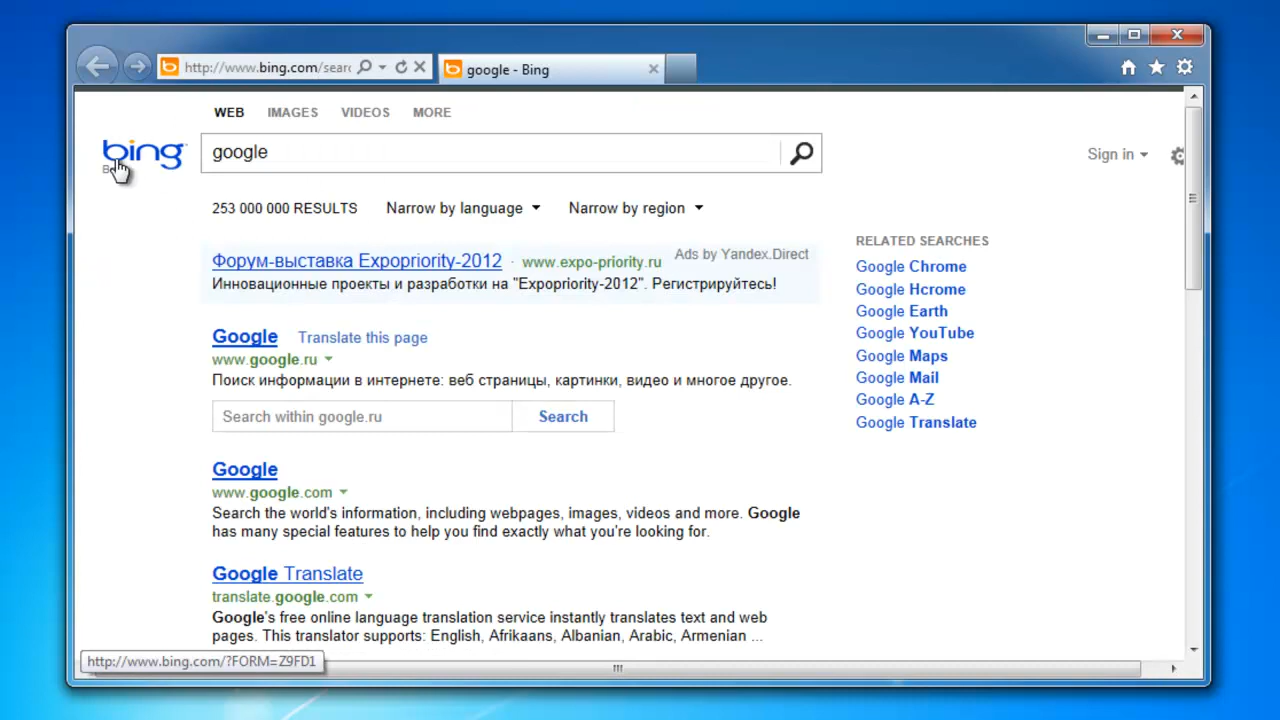 http://www.bing.com/searc
google - Bing
WEB IMAGES VIDEOS MORE
bing
google
Sign in
253 000 000 RESULTS Narrow by language Narrow by region
Форум-выставка Expopriority-2012 · www.expo-priority.ru Ads by Yandex.Direct
Инновационные проекты и разработки на "Expopriority-2012". Регистрируйтесь!
Google Translate this page
www.google.ru
Поиск информации в интернете: веб страницы, картинки, видео и многое другое.
Search within google.ru Search
Google
www.google.com
Search the world's information, including webpages, images, videos and more. Google
has many special features to help you find exactly what you're looking for.
Google Translate
translate.google.com
Google's free online language translation service instantly translates text and web
pages. This translator supports: English, Afrikaans, Albanian, Arabic, Armenian ...
RELATED SEARCHES
Google Chrome
Google Hcrome
Google Earth
Google YouTube
Google Maps
Google Mail
Google A-Z
Google Translate
http://www.bing.com/?FORM=Z9FD1